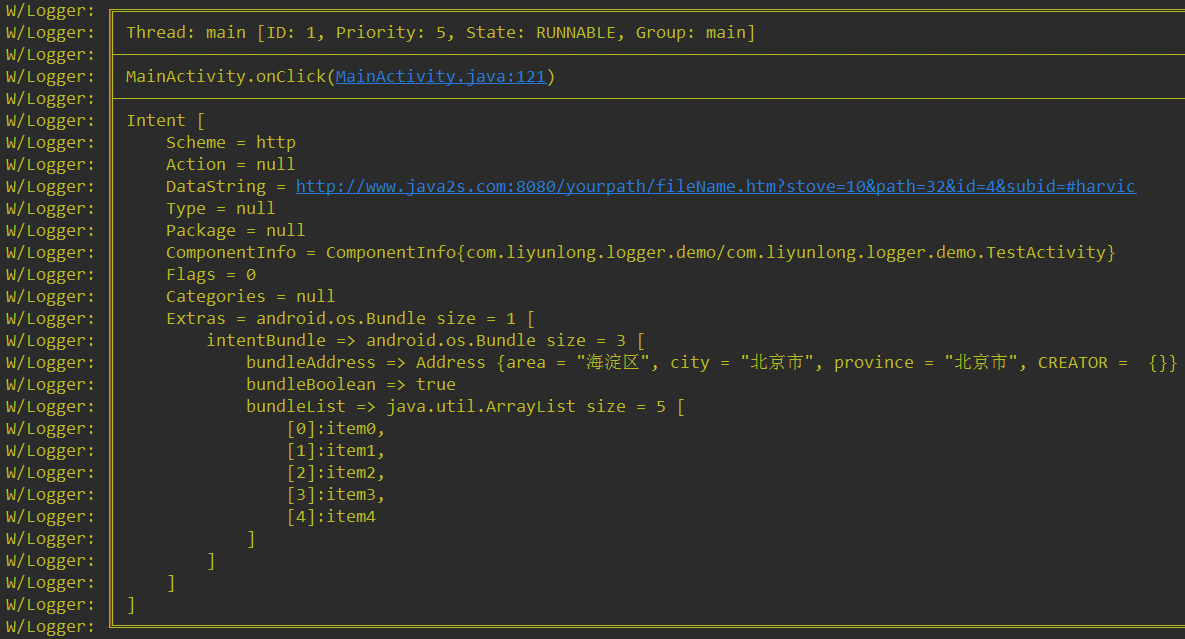 W/Logger: ╔════════════════════════════════════════
W/Logger: ║ Thread: main [ID: 1, Priority: 5, State: RUNNABLE, Group: main]
W/Logger: ╟────────────────────────────────────────
W/Logger: ║ MainActivity.onClick(MainActivity.java:121)
W/Logger: ╟────────────────────────────────────────
W/Logger: ║ Intent [
W/Logger: ║     Scheme = http
W/Logger: ║     Action = null
W/Logger: ║     DataString = http://www.java2s.com:8080/yourpath/fileName.htm?stove=10&path=32&id=4&subid=#harvic
W/Logger: ║     Type = null
W/Logger: ║     Package = null
W/Logger: ║     ComponentInfo = ComponentInfo{com.liyunlong.logger.demo/com.liyunlong.logger.demo.TestActivity}
W/Logger: ║     Flags = 0
W/Logger: ║     Categories = null
W/Logger: ║     Extras = android.os.Bundle size = 1 [
W/Logger: ║         intentBundle => android.os.Bundle size = 3 [
W/Logger: ║             bundleAddress => Address {area = "海淀区", city = "北京市", province = "北京市", CREATOR =  {}}
W/Logger: ║             bundleBoolean => true
W/Logger: ║             bundleList => java.util.ArrayList size = 5 [
W/Logger: ║                 [0]:item0,
W/Logger: ║                 [1]:item1,
W/Logger: ║                 [2]:item2,
W/Logger: ║                 [3]:item3,
W/Logger: ║                 [4]:item4
W/Logger: ║             ]
W/Logger: ║         ]
W/Logger: ║     ]
W/Logger: ║ ]
W/Logger: ╚════════════════════════════════════════